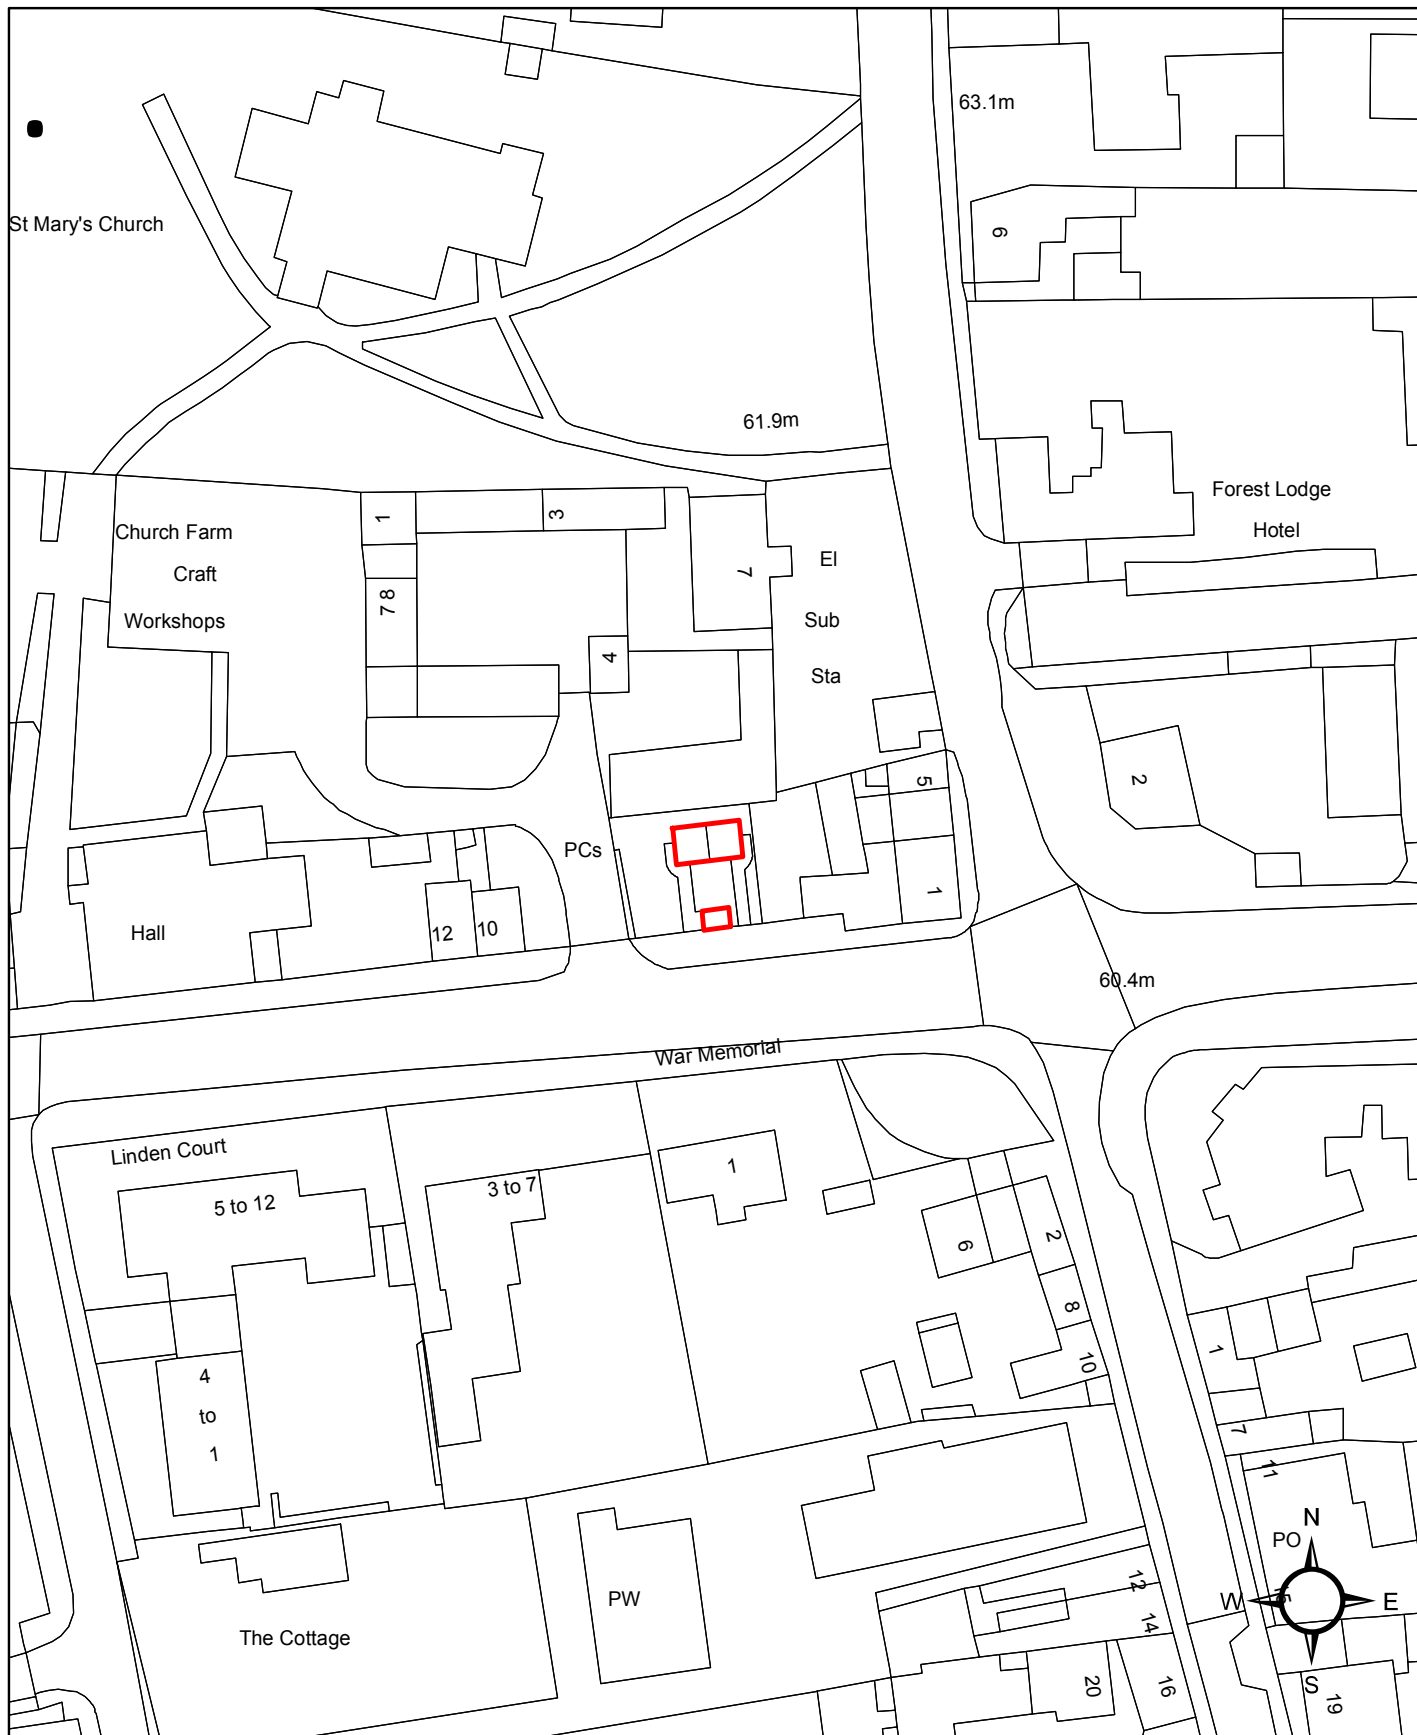 63.1m
St Mary's Church
6
61.9m
Forest Lodge
Hotel
1
3
Church Farm
Craft
Workshops
7
El
Sub
Sta
7 8
4
5
2
PCs
1
Hall
12
10
60.4m
War Memorial
Linden Court
5 to 12
3 to 7
1
6
2
8
10
1
4
to
1
7
11
N
PO
W
E
15
S
PW
The Cottage
12
14
16
20
19